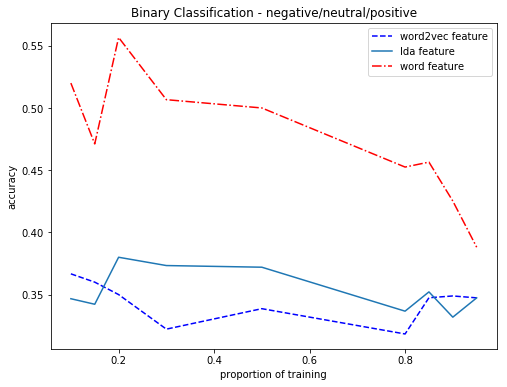 Binary Classification - negative/neutral/positive
word2vec feature
lda feature
word feature
accuracy
0.55
0.50
0.45
0.40
0.35
0.2
0.4
0.6
0.8
proportion of training